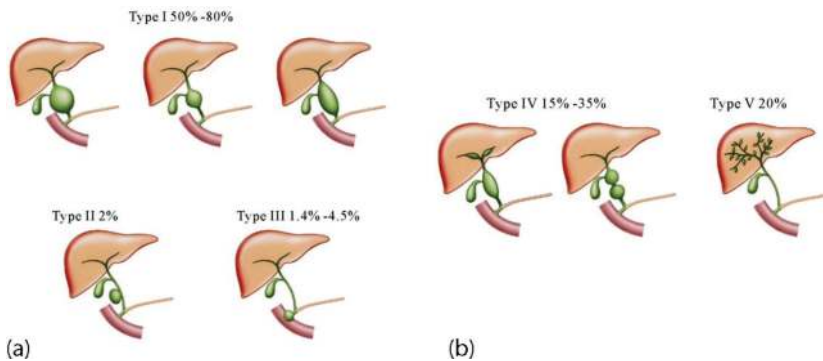 Type I 50% -80%
Type II 2%
Type III 1.4% -4.5%
(a)
Type IV 15% -35%
Type V 20%
(b)